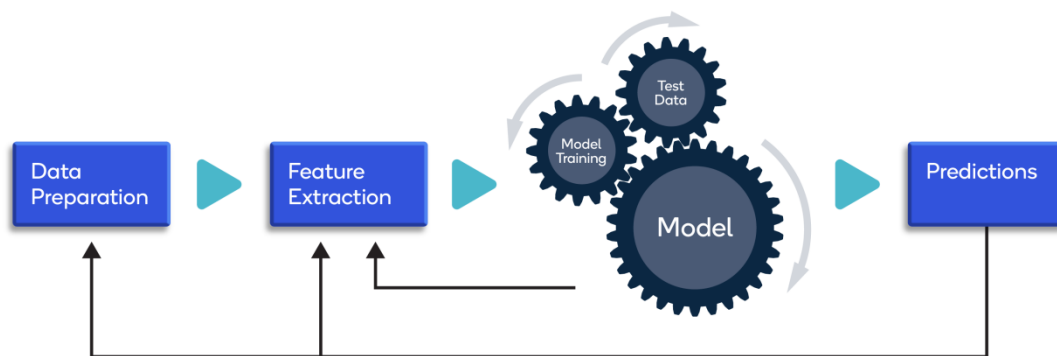 Data
Preparation
Feature
Extraction
Model
Training
Test
Data
Model
Predictions